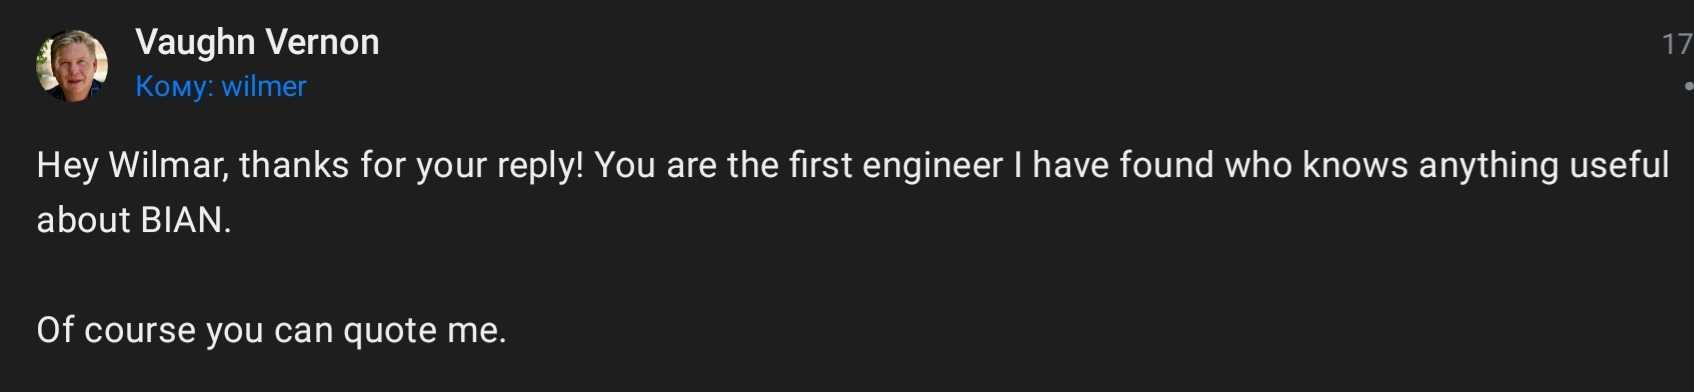 Vaughn Vernon
17
Кому: wilmer
Hey Wilmar, thanks for your reply! You are the first engineer I have found who knows anything useful
about BIAN.
Of course you can quote me.